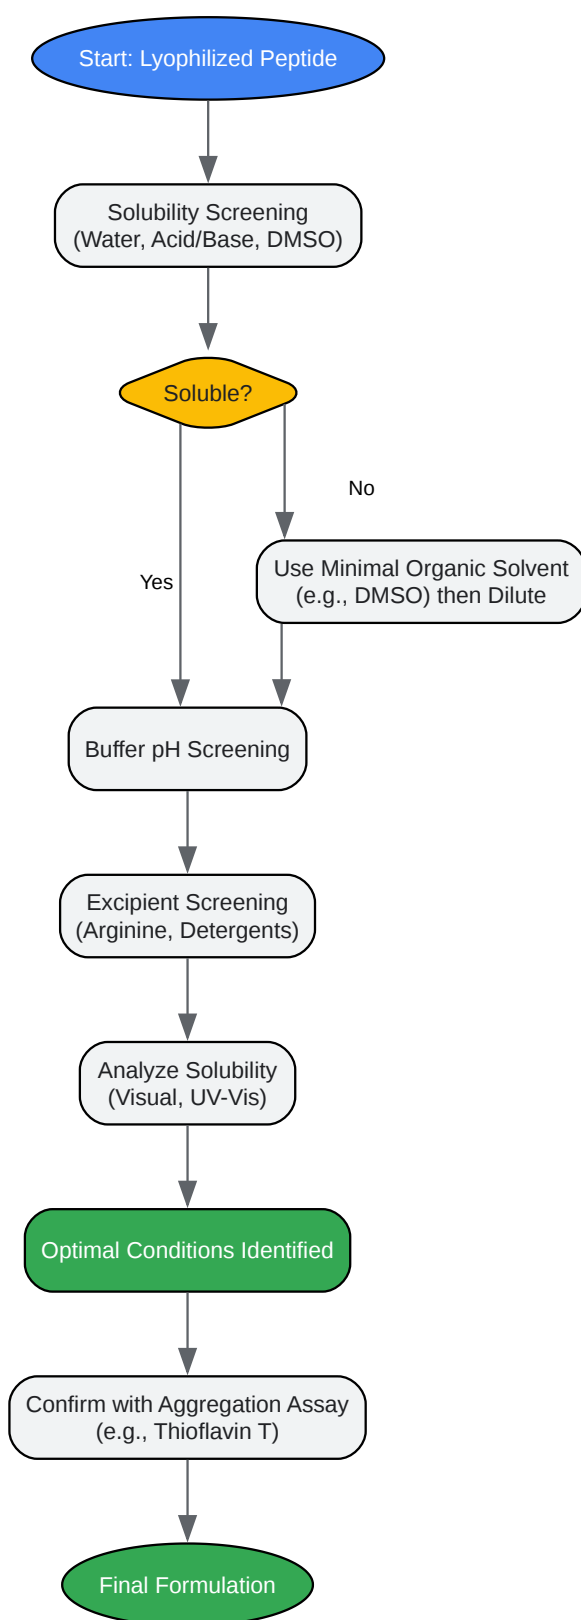 Start: Lyophilized Peptide
Solubility Screening
(Water, Acid/Base, DMSO)
Soluble?
No
Use Minimal Organic Solvent
(e.g., DMSO) then Dilute
Yes
Buffer pH Screening
Excipient Screening
(Arginine, Detergents)
Analyze Solubility
(Visual, UV-Vis)
Optimal Conditions Identified
Confirm with Aggregation Assay
(e.g., Thioflavin T)
Final Formulation